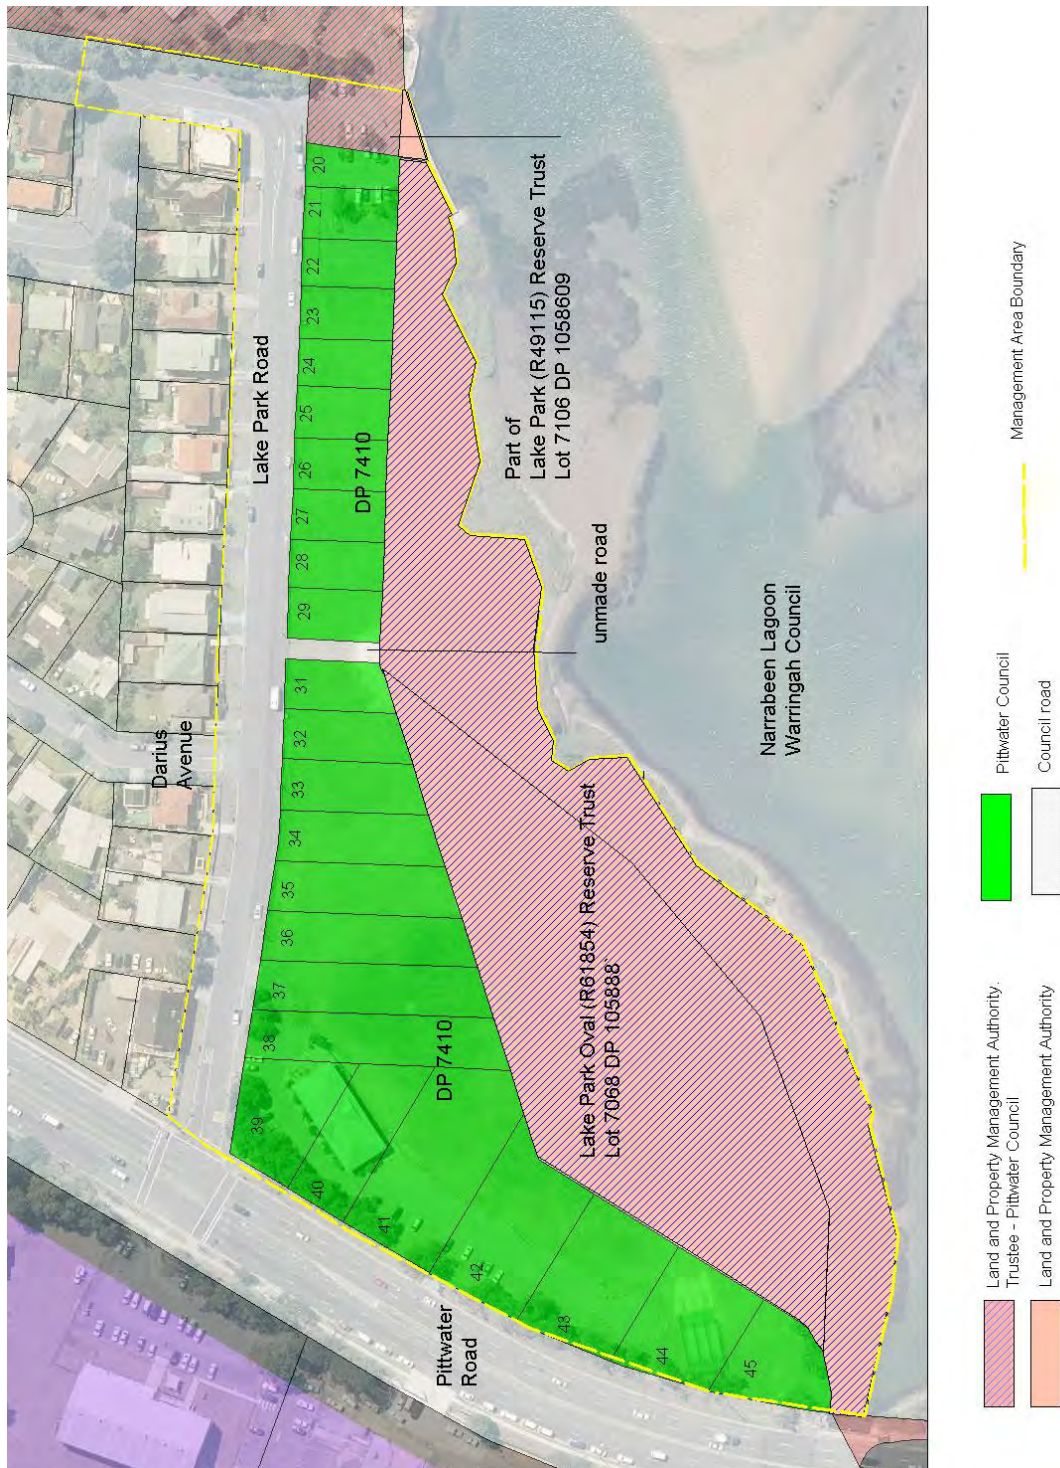 20
21
22
23
24
25
26
27
28
29
31
32
33
34
35
36
37
38
39
40
41
42
43
44
45
DP 7410
DP 7410
Lake Park Road
Darius
Avenue
Pittwater
Road
Part of
Lake Park (R49115) Reserve Trust
Lot 7106 DP 1058609
unmade road
Lake Park Oval (R61854) Reserve Trust
Lot 7068 DP 105888`
Narrabeen Lagoon
Warringah Council
Land and Property Management Authority.
Trustee - Pittwater Council
Land and Property Management Authority
Pittwater Council
Council road
Management Area Boundary